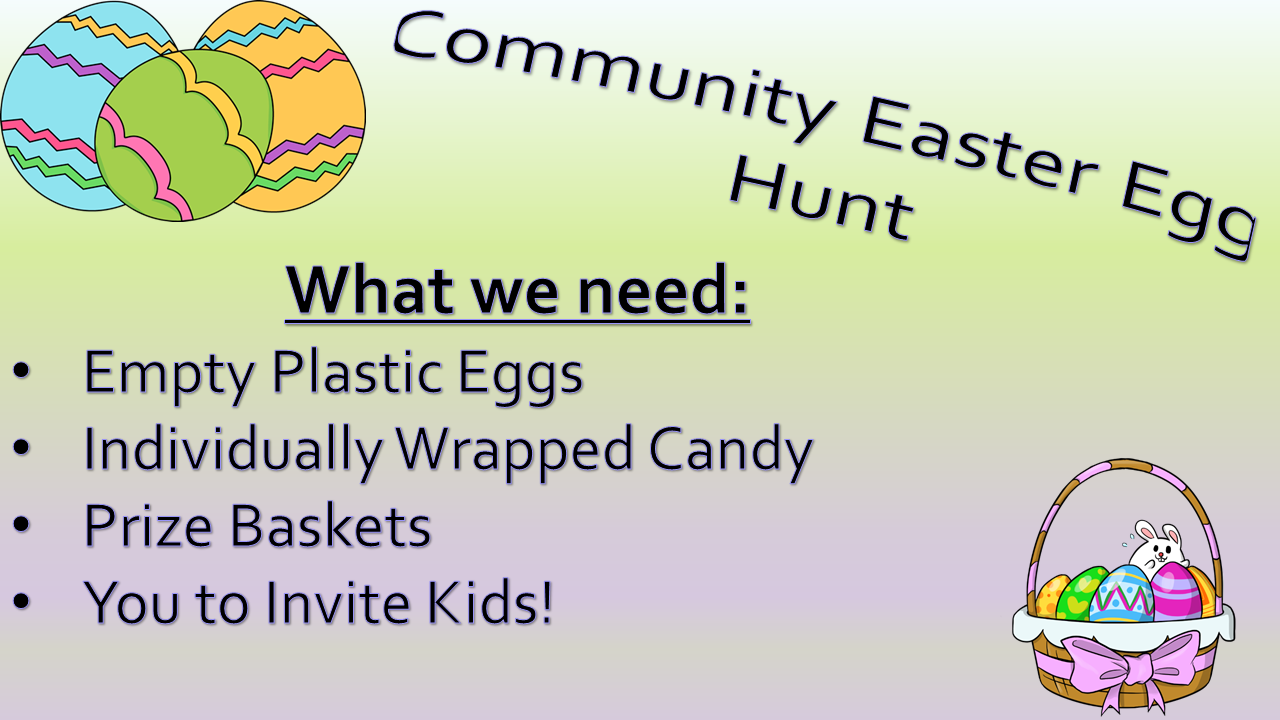 Community Easter Egg
Hunt
What we need:
• Empty Plastic Eggs
• Individually Wrapped Candy
• Prize Baskets
• You to Invite Kids!